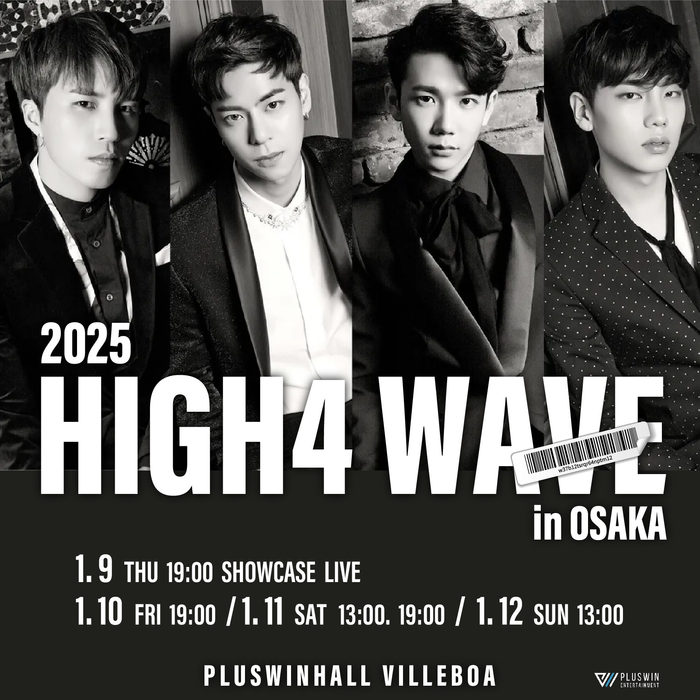 2025
HIGH4 WAVE
in OSAKA
1.9 THU 19:00 SHOWCASE LIVE
1.10 FRI 19:00 / 1.11 SAT 13:00. 19:00 / 1.12 SUN 13:00
PLUSWINHALL VILLEBOA
PLUSWIN
ENTERTAINMENT